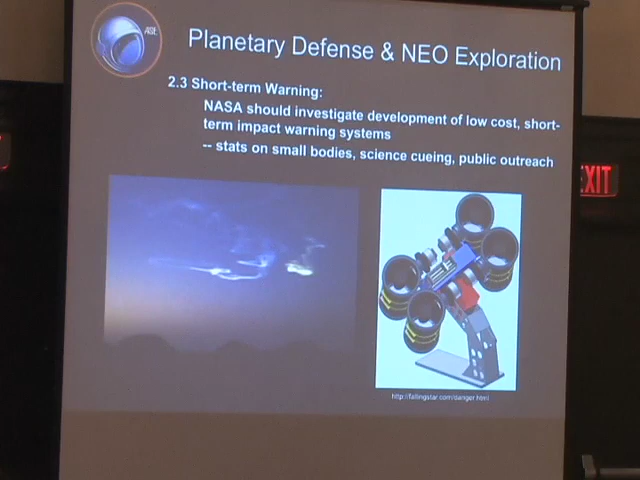 ASE
Planetary Defense & NEO Exploration
2.3 Short-term Warning:
NASA should investigate development of low cost, short-
term impact warning systems
-- stats on small bodies, science cueing, public outreach
EXIT
http://fallingstar.com/danger.html